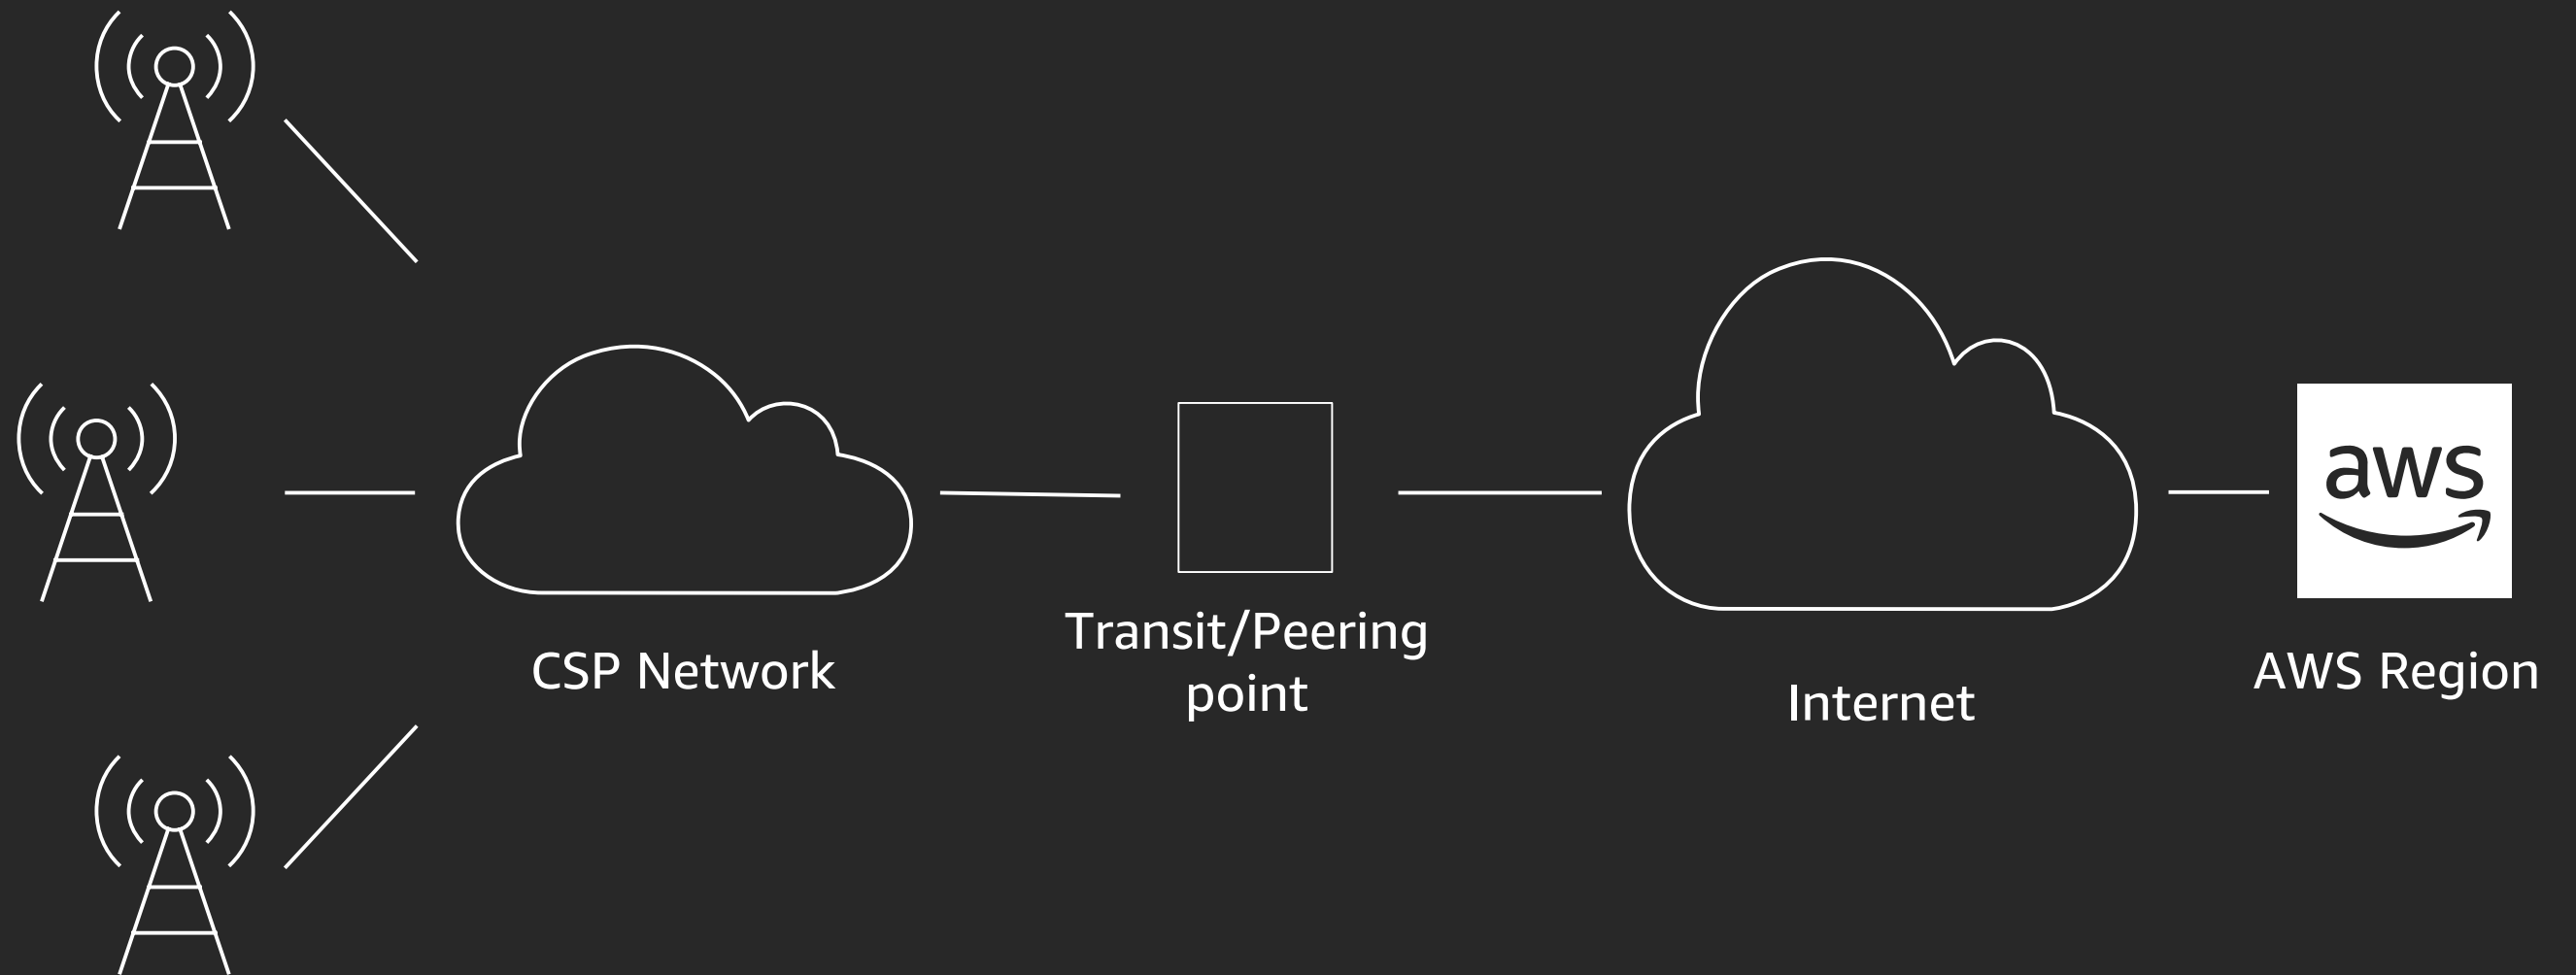 aws
CSP Network
Transit/Peering
point
Internet
AWS Region